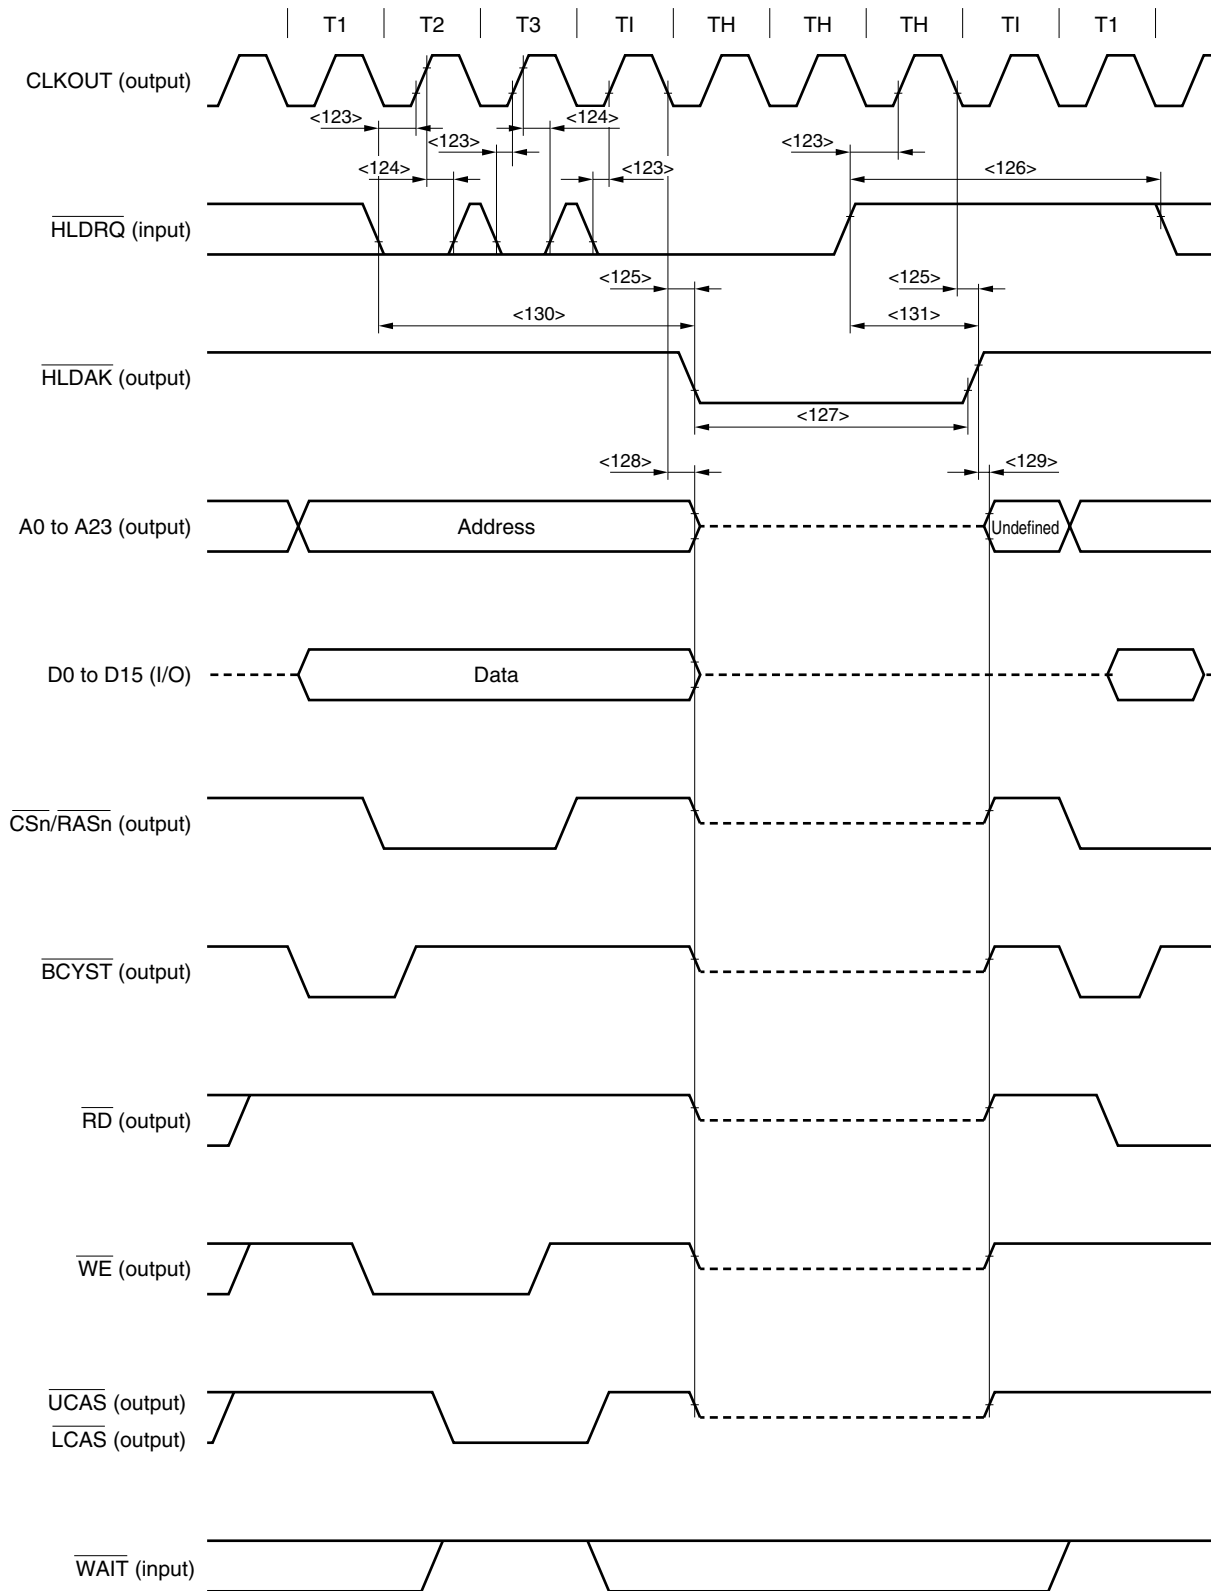 T1 T2 T3 TI TH TH TH TI T1
CLKOUT (output)
<123> <124>
<123> <123>
<124> <123> <126>
HLDRQ (input)
<125> <125>
<130> <131>
HLDAK (output)
<127>
<128> <129>
A0 to A23 (output) Address Undefined
D0 to D15 (I/O) Data
CSn/RASn (output)
BCYST (output)
RD (output)
WE (output)
UCAS (output)
LCAS (output)
WAIT (input)